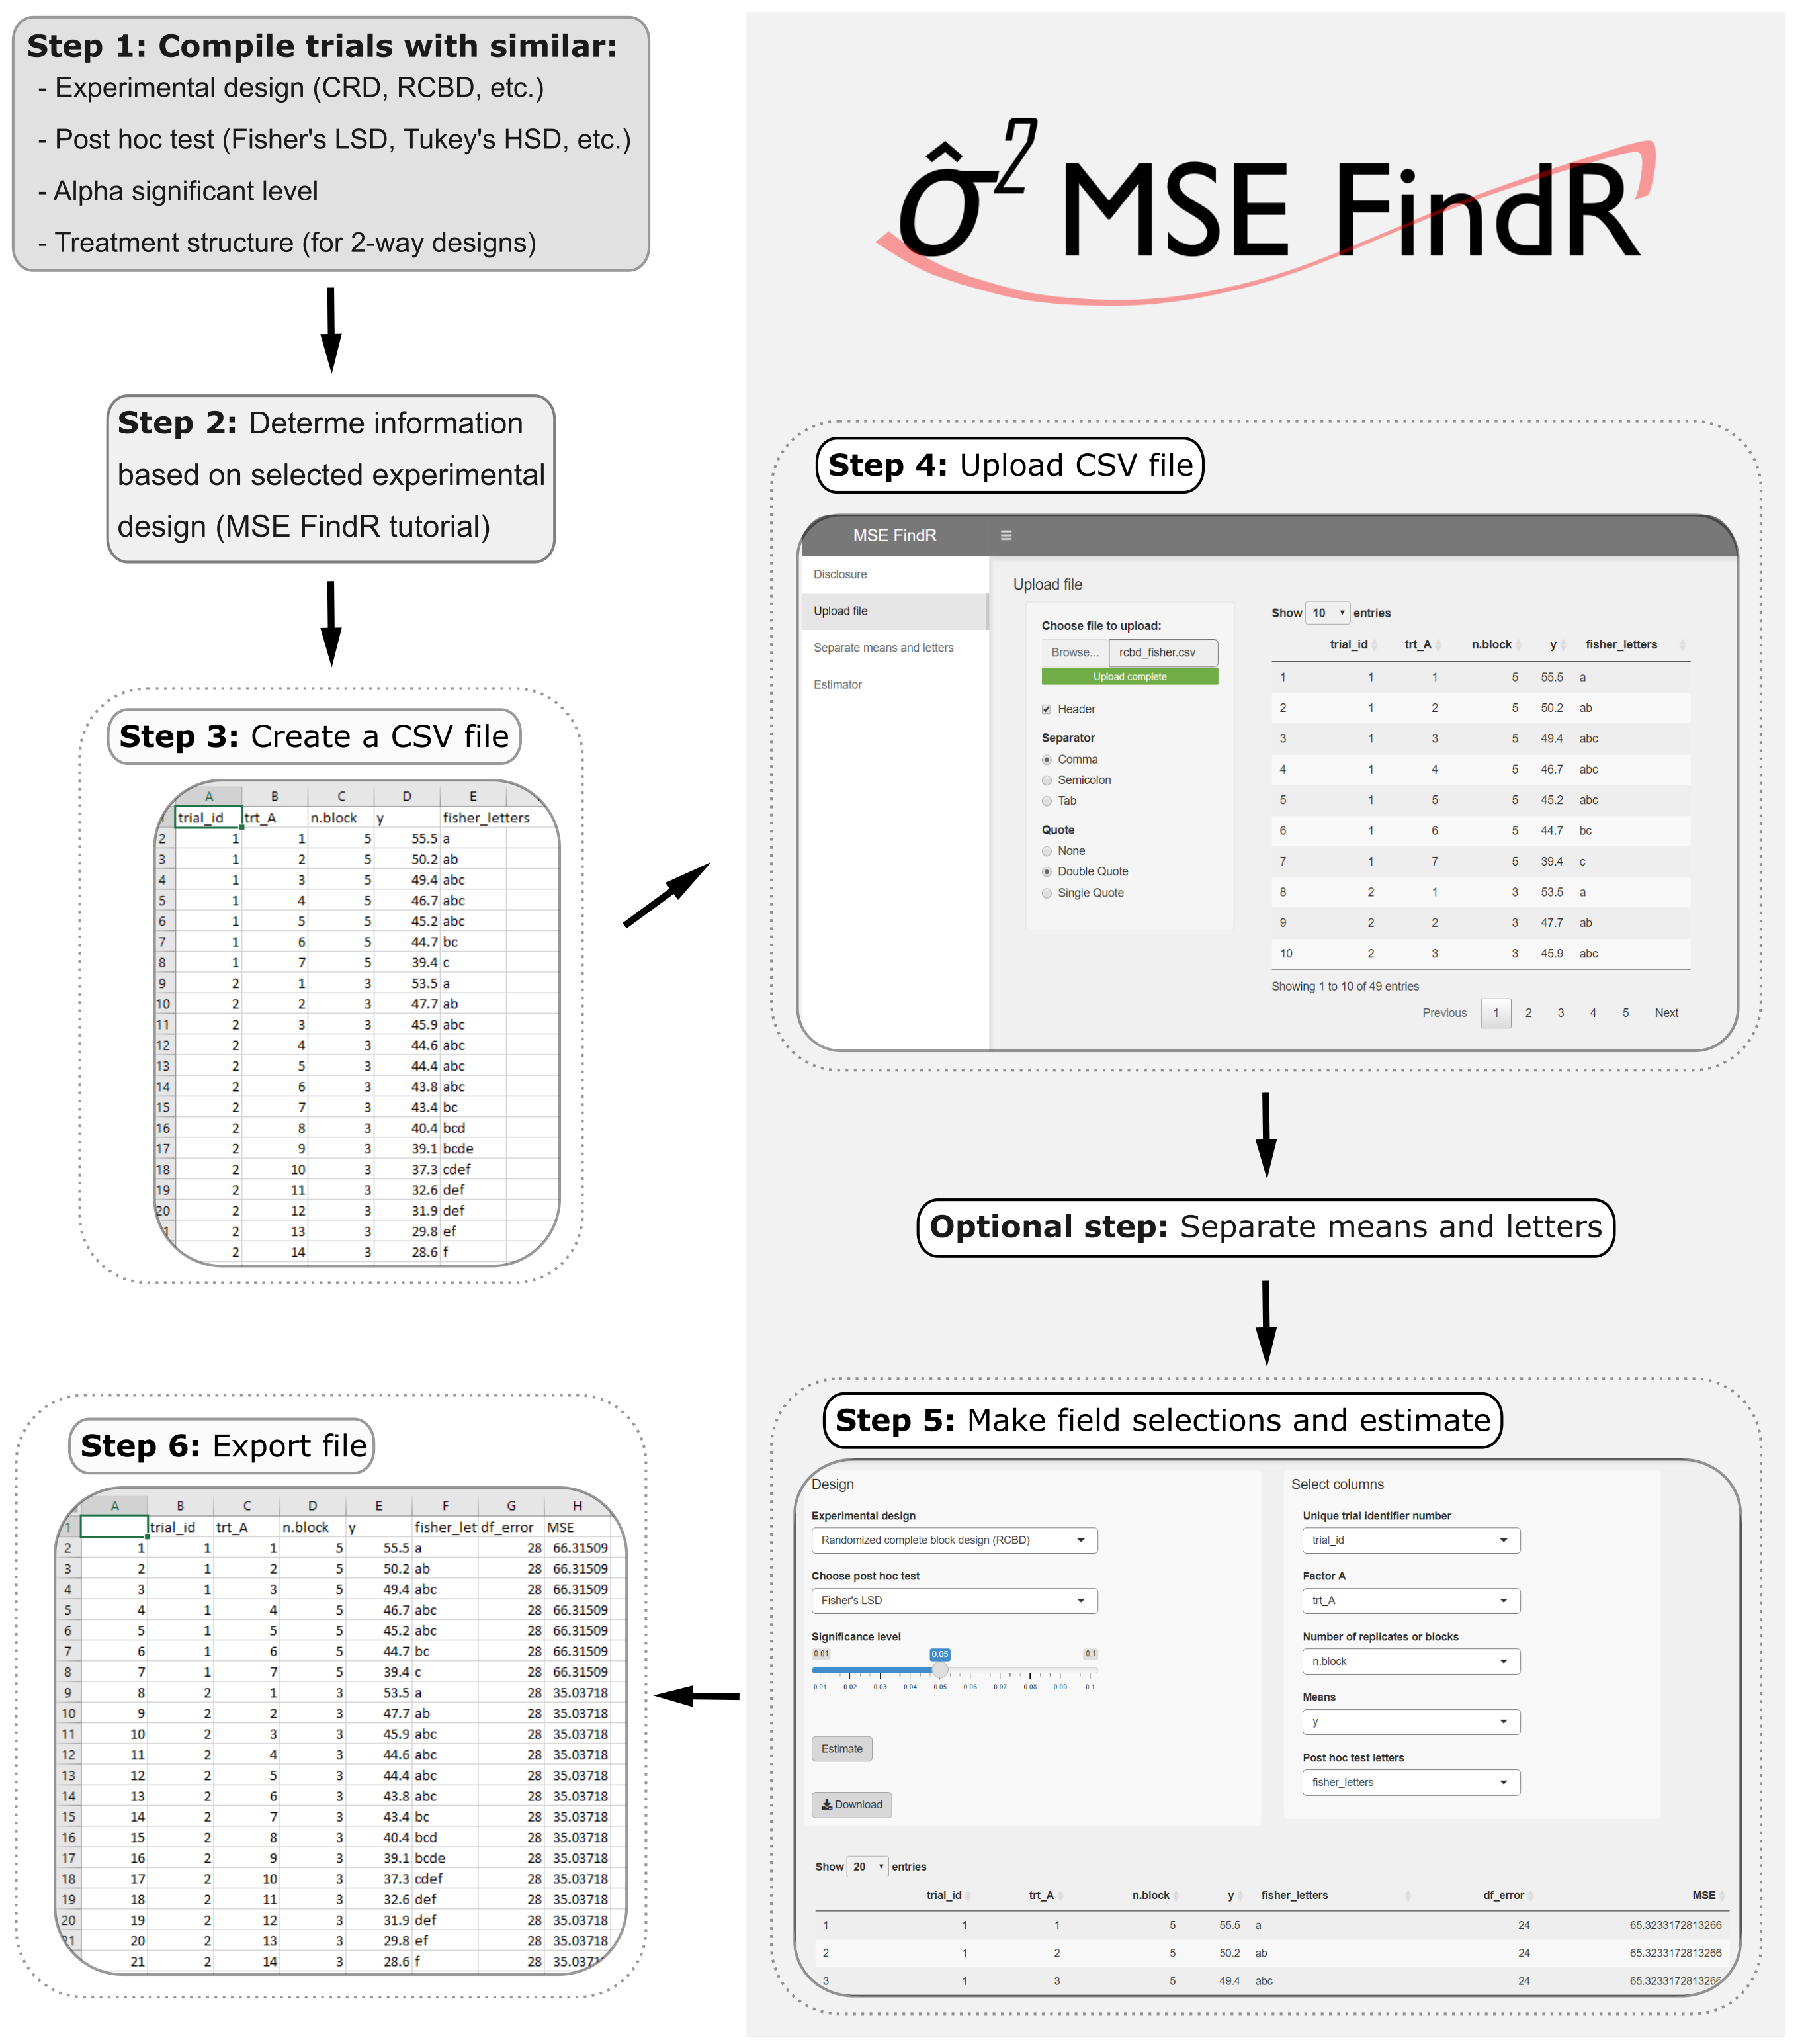 Step 1: Compile trials with similar:
- Experimental design (CRD, RCBD, etc.)
- Post hoc test (Fisher's LSD, Tukey's HSD, etc.)
- Alpha significant level
- Treatment structure (for 2-way designs)
Step 2: Determe information
based on selected experimental
design (MSE FindR tutorial)
Step 3: Create a CSV file
A B C D E
trial_id trt_A n.block y fisher_letters
2 1 1 5 55.5 a
3 1 2 5 50.2 ab
4 1 3 5 49.4 abc
5 1 4 5 46.7 abc
6 1 5 5 45.2 abc
7 1 6 5 44.7 bc
8 1 7 5 39.4 c
9 2 1 3 53.5 a
10 2 2 3 47.7 ab
11 2 3 3 45.9 abc
12 2 4 3 44.6 abc
13 2 5 3 44.4 abc
14 2 6 3 43.8 abc
15 2 7 3 43.4 bc
16 2 8 3 40.4 bcd
17 2 9 3 39.1 bcde
18 2 10 3 37.3 cdef
19 2 11 3 32.6 def
20 2 12 3 31.9 def
1 2 13 3 29.8 ef
2 14 3 28.6 f
σ̂² MSE FindR
Step 4: Upload CSV file
MSE FindR
Disclosure
Upload file
Separate means and letters
Estimator
Upload file
Choose file to upload:
Browse... rcbd_fisher.csv
Upload complete
Header
Separator
Comma
Semicolon
Tab
Quote
None
Double Quote
Single Quote
Show 10 entries
trial_id trt_A n.block y fisher_letters
1 1 1 5 55.5 a
2 1 2 5 50.2 ab
3 1 3 5 49.4 abc
4 1 4 5 46.7 abc
5 1 5 5 45.2 abc
6 1 6 5 44.7 bc
7 1 7 5 39.4 c
8 2 1 3 53.5 a
9 2 2 3 47.7 ab
10 2 3 3 45.9 abc
Showing 1 to 10 of 49 entries
Previous 1 2 3 4 5 Next
Optional step: Separate means and letters
Step 5: Make field selections and estimate
Design
Experimental design
Randomized complete block design (RCBD)
Choose post hoc test
Fisher's LSD
Significance level
0.01 0.05 0.1
0.01 0.02 0.03 0.04 0.05 0.06 0.07 0.08 0.09 0.1
Estimate
Download
Select columns
Unique trial identifier number
trial_id
Factor A
trt_A
Number of replicates or blocks
n.block
Means
y
Post hoc test letters
fisher_letters
Show 20 entries
trial_id trt_A n.block y fisher_letters df_error MSE
1 1 1 5 55.5 a 24 65.3233172813266
2 1 2 5 50.2 ab 24 65.3233172813266
3 1 3 5 49.4 abc 24 65.3233172813266
Step 6: Export file
A B C D E F G H
1 trial_id trt_A n.block y fisher_let df_error MSE
2 1 1 1 5 55.5 a 28 66.31509
3 2 1 2 5 50.2 ab 28 66.31509
4 3 1 3 5 49.4 abc 28 66.31509
5 4 1 4 5 46.7 abc 28 66.31509
6 5 1 5 5 45.2 abc 28 66.31509
7 6 1 6 5 44.7 bc 28 66.31509
8 7 1 7 5 39.4 c 28 66.31509
9 8 2 1 3 53.5 a 28 35.03718
10 9 2 2 3 47.7 ab 28 35.03718
11 10 2 3 3 45.9 abc 28 35.03718
12 11 2 4 3 44.6 abc 28 35.03718
13 12 2 5 3 44.4 abc 28 35.03718
14 13 2 6 3 43.8 abc 28 35.03718
15 14 2 7 3 43.4 bc 28 35.03718
16 15 2 8 3 40.4 bcd 28 35.03718
17 16 2 9 3 39.1 bcde 28 35.03718
18 17 2 10 3 37.3 cdef 28 35.03718
19 18 2 11 3 32.6 def 28 35.03718
20 19 2 12 3 31.9 def 28 35.03718
21 20 2 13 3 29.8 ef 28 35.03718
21 2 14 3 28.6 f 28 35.0371